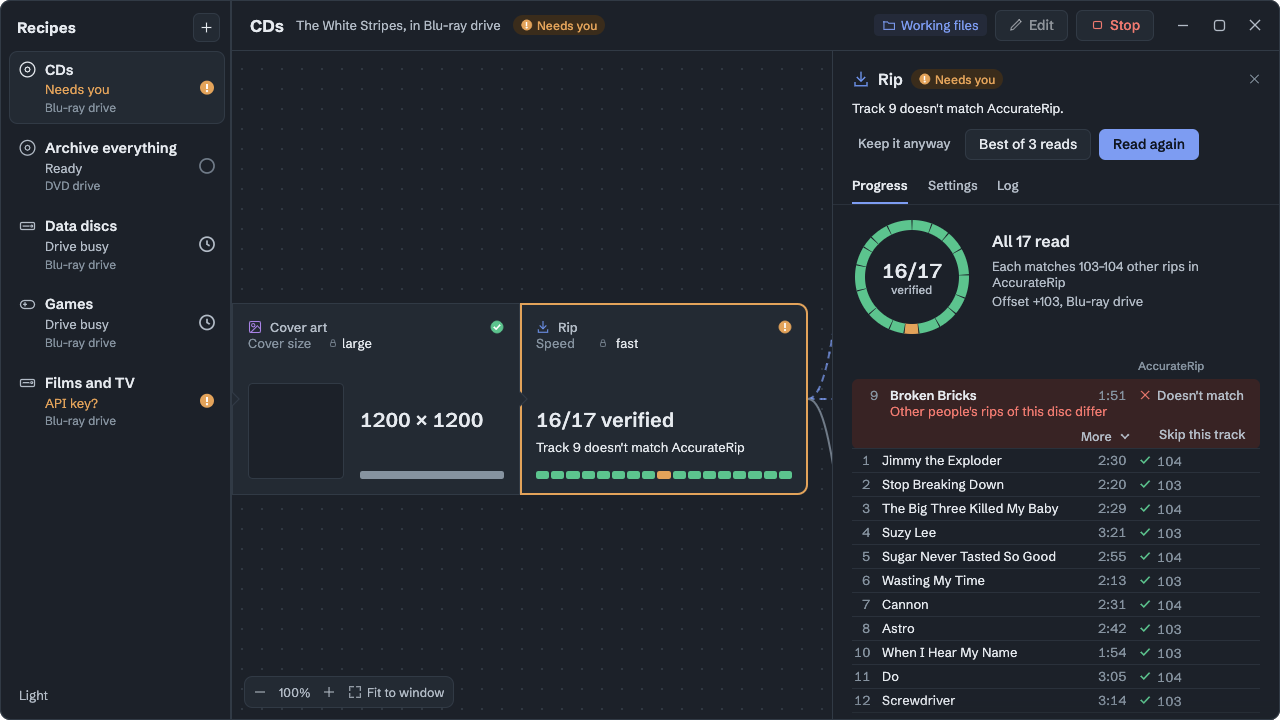 Recipes
CDs
Needs you
Blu-ray drive
Archive everything
Ready
DVD drive
Data discs
Drive busy
Blu-ray drive
Games
Drive busy
Blu-ray drive
Films and TV
API key?
Blu-ray drive
Light
CDs The White Stripes, in Blu-ray drive Needs you
Working files Edit Stop
Cover art
Cover size large
1200 × 1200
Rip
Speed fast
16/17 verified
Track 9 doesn't match AccurateRip
100% Fit to window
Rip Needs you
Track 9 doesn't match AccurateRip.
Keep it anyway Best of 3 reads Read again
Progress Settings Log
16/17
verified
All 17 read
Each matches 103–104 other rips in
AccurateRip
Offset +103, Blu-ray drive
AccurateRip
9 Broken Bricks 1:51 Doesn't match
Other people's rips of this disc differ
More Skip this track
1 Jimmy the Exploder 2:30 104
2 Stop Breaking Down 2:20 103
3 The Big Three Killed My Baby 2:29 104
4 Suzy Lee 3:21 103
5 Sugar Never Tasted So Good 2:55 104
6 Wasting My Time 2:13 103
7 Cannon 2:31 104
8 Astro 2:42 103
10 When I Hear My Name 1:54 103
11 Do 3:05 104
12 Screwdriver 3:14 103